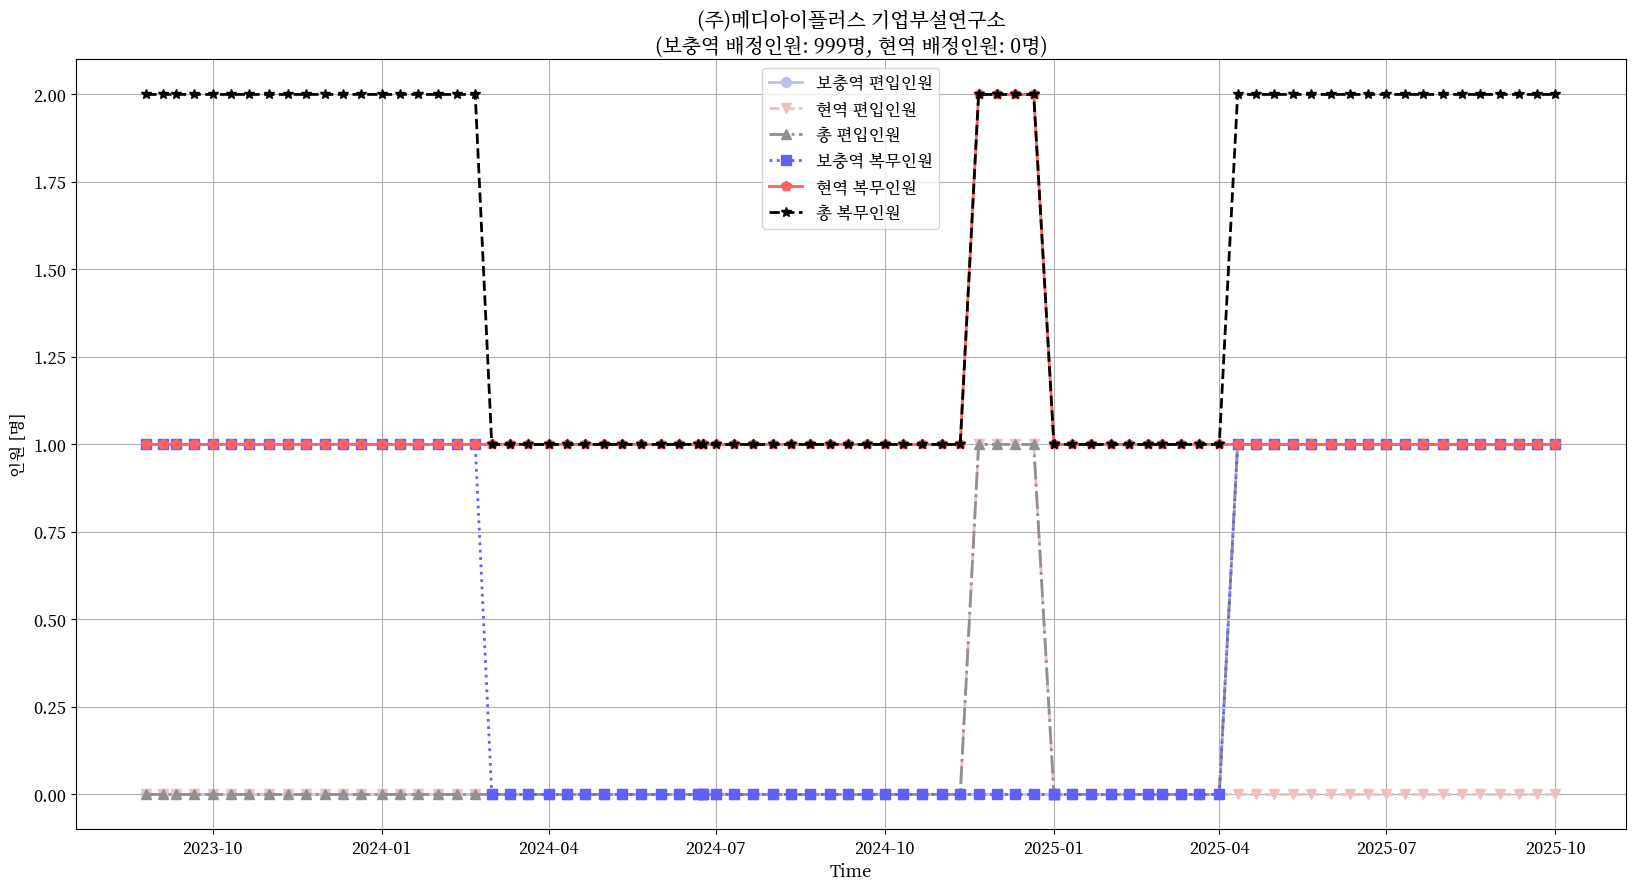 (주)메디아이플러스 기업부설연구소
(보충역 배정인원: 999명, 현역 배정인원: 0명)
보충역 편입인원
현역 편입인원
총 편입인원
보충역 복무인원
현역 복무인원
총 복무인원
인원 [명]
2.00
1.75
1.50
1.25
1.00
0.75
0.50
0.25
0.00
2023-10
2024-01
2024-04
2024-07
2024-10
2025-01
2025-04
2025-07
2025-10
Time